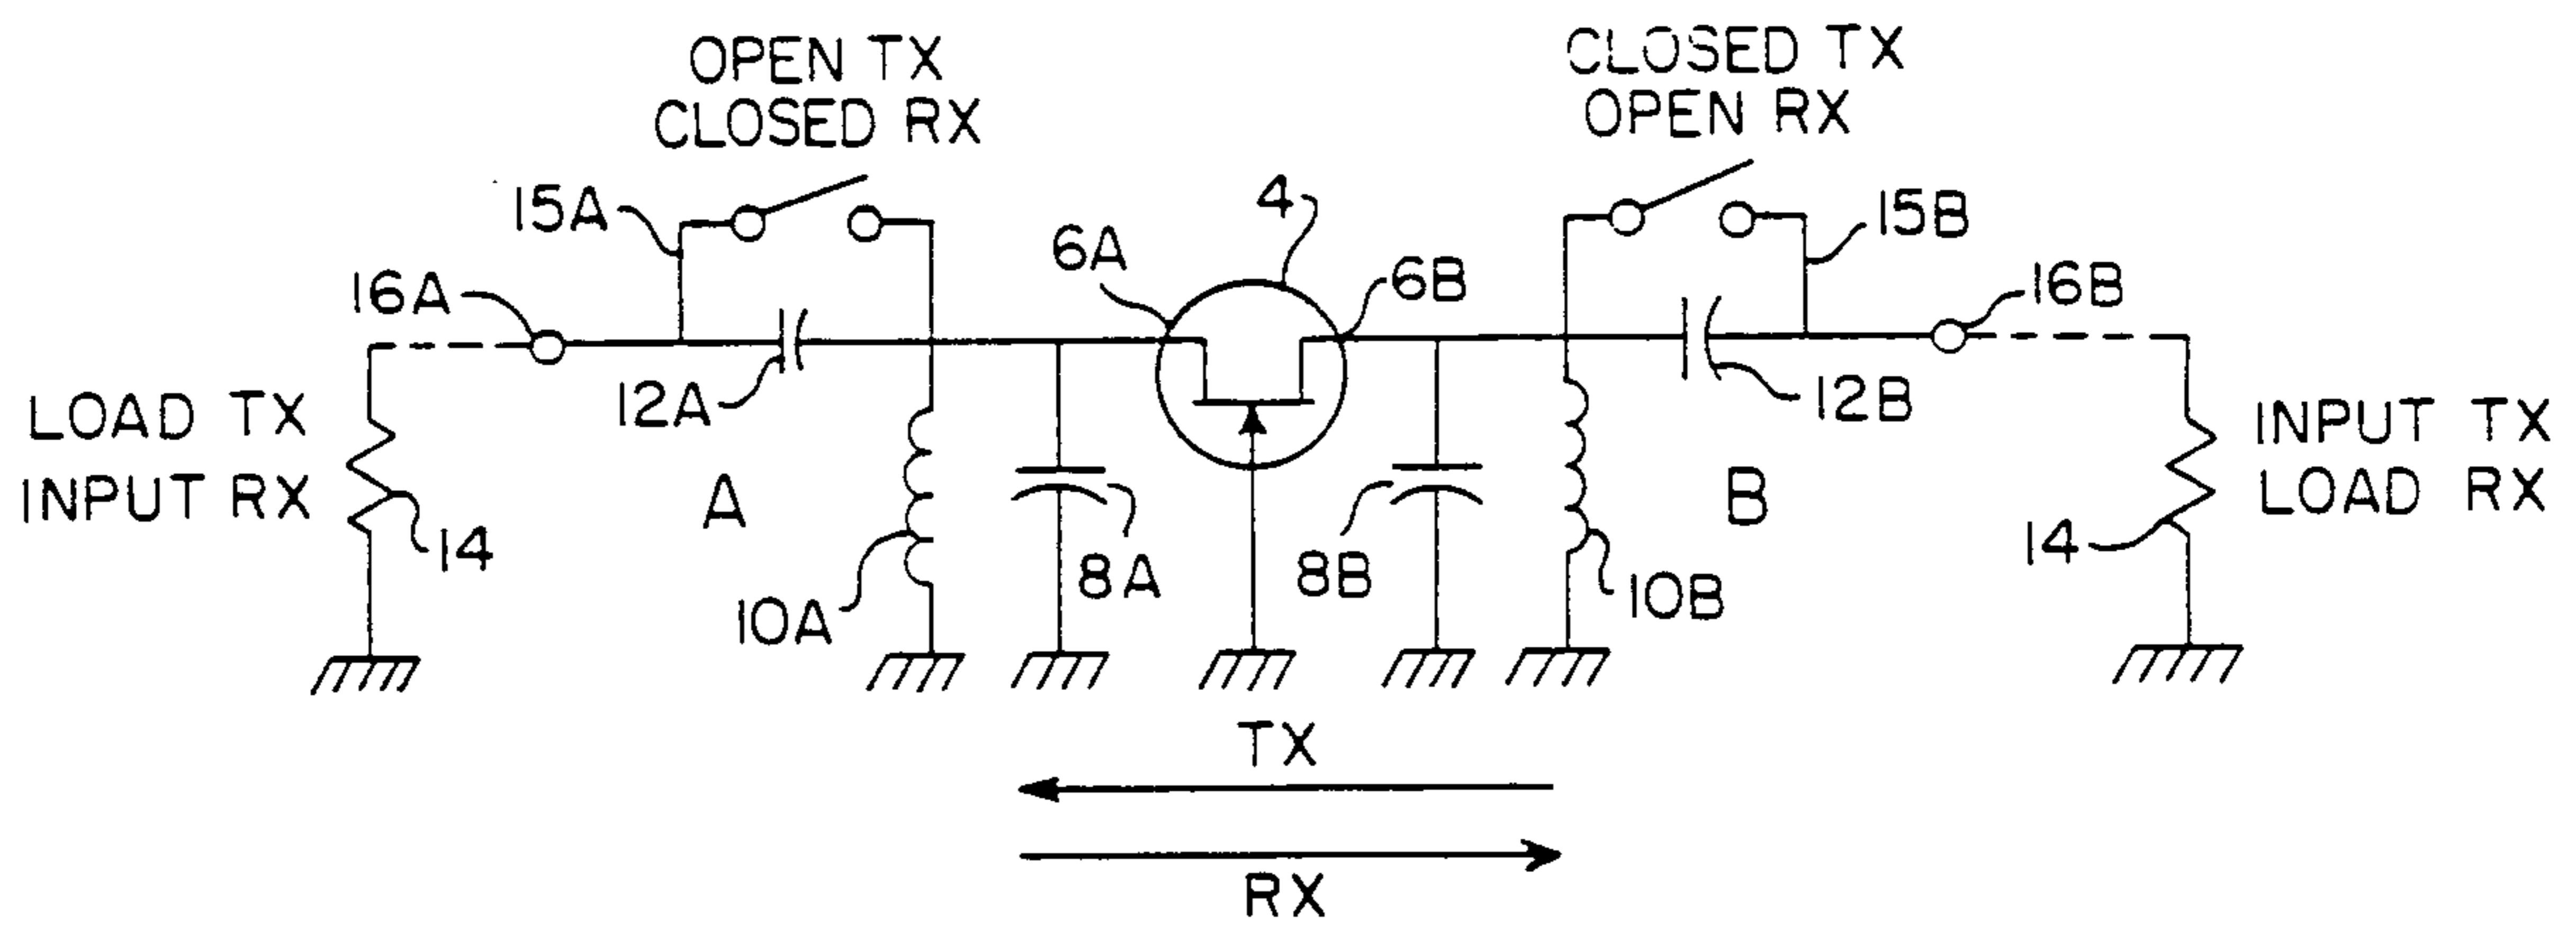 OPEN TX
CLOSED RX
CLOSED TX
OPEN RX
15A
4
15B
6A
6B
16A
16B
12A
12B
LOAD TX
INPUT RX
INPUT TX
LOAD RX
A
B
14
14
10A
8A
8B
10B
TX
RX